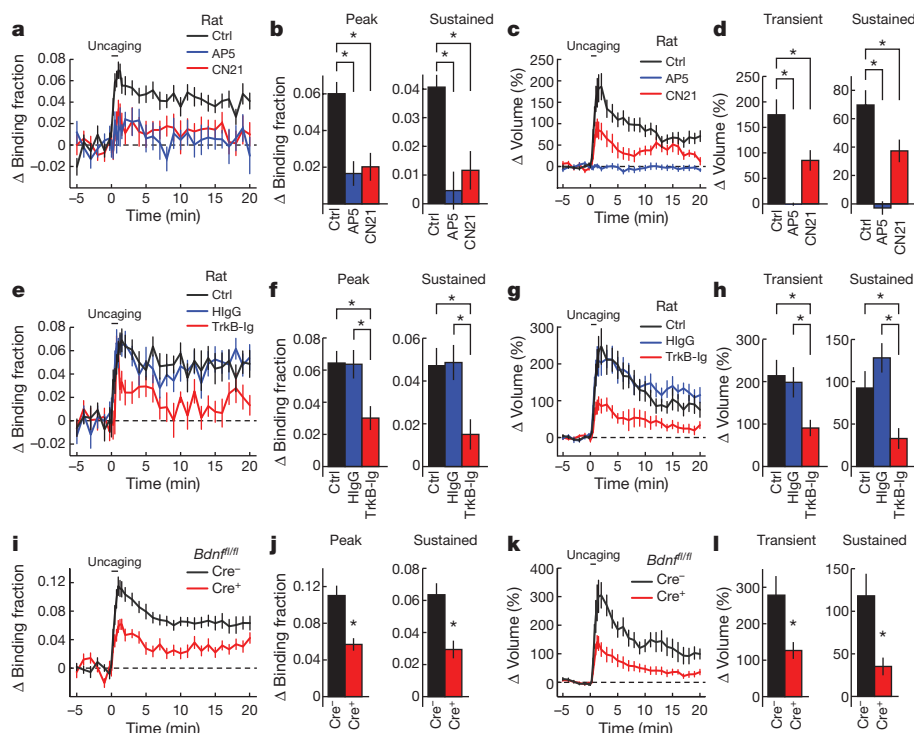 a
Rat
Uncaging
Ctrl
AP5
CN21
Δ Binding fraction
0.08
0.06
0.04
0.02
0
−0.02
−5 0 5 10 15 20
Time (min)
b
Peak
Sustained
* *
* *
Δ Binding fraction
0.06
0.04
0.02
0
0.04
0.03
0.02
0.01
0
Ctrl
AP5
CN21
Ctrl
AP5
CN21
c
Rat
Uncaging
Ctrl
AP5
CN21
Δ Volume (%)
250
200
150
100
50
0
−5 0 5 10 15 20
Time (min)
d
Transient
Sustained
* *
* *
Δ Volume (%)
250
200
150
100
50
0
80
60
40
20
0
Ctrl
AP5
CN21
Ctrl
AP5
CN21
e
Rat
Uncaging
Ctrl
HIgG
TrkB-Ig
Δ Binding fraction
0.08
0.06
0.04
0.02
0
−0.02
−5 0 5 10 15 20
Time (min)
f
Peak
Sustained
* *
* *
Δ Binding fraction
0.08
0.06
0.04
0.02
0
0.06
0.04
0.02
0
Ctrl
HIgG
TrkB-Ig
Ctrl
HIgG
TrkB-Ig
g
Rat
Uncaging
Ctrl
HIgG
TrkB-Ig
Δ Volume (%)
300
200
100
0
−5 0 5 10 15 20
Time (min)
h
Transient
Sustained
* *
* *
Δ Volume (%)
300
200
100
0
150
100
50
0
Ctrl
HIgG
TrkB-Ig
Ctrl
HIgG
TrkB-Ig
i
Bdnf^fl/fl
Uncaging
Cre−
Cre+
Δ Binding fraction
0.12
0.08
0.04
0
−5 0 5 10 15 20
Time (min)
j
Peak
Sustained
* *
Δ Binding fraction
0.15
0.10
0.05
0
0.08
0.06
0.04
0.02
0
Cre−
Cre+
Cre−
Cre+
k
Bdnf^fl/fl
Uncaging
Cre−
Cre+
Δ Volume (%)
400
300
200
100
0
−5 0 5 10 15 20
Time (min)
l
Transient
Sustained
* *
Δ Volume (%)
400
300
200
100
0
150
100
50
0
Cre−
Cre+
Cre−
Cre+